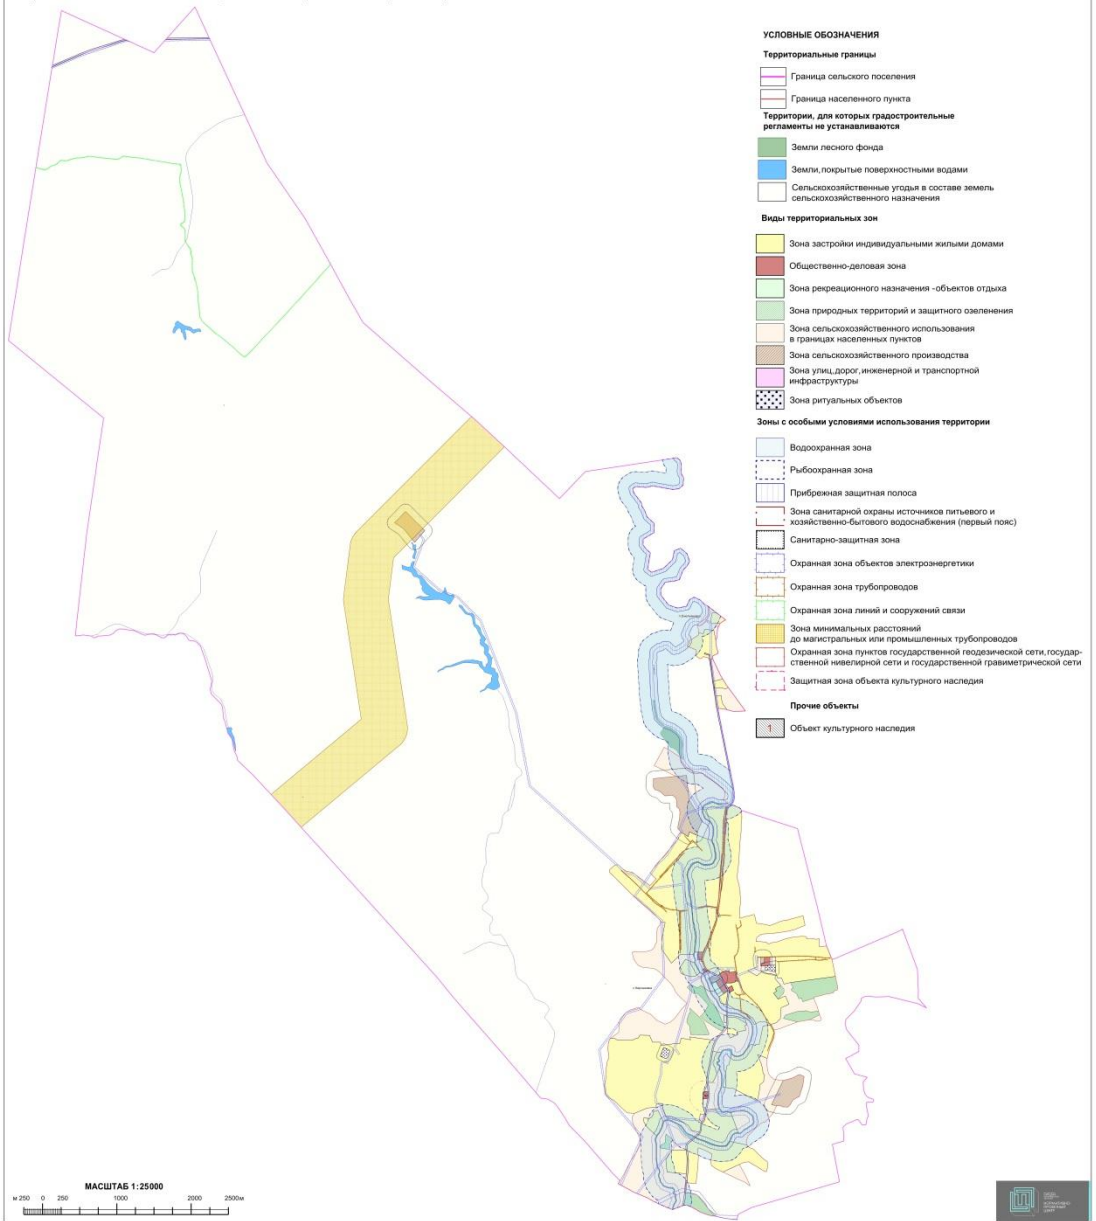 УСЛОВНЫЕ ОБОЗНАЧЕНИЯ
Территориальные границы
Граница сельского поселения
Граница населенного пункта
Территории, для которых градостроительные
регламенты не устанавливаются
Земли лесного фонда
Земли,покрытые поверхностными водами
Сельскохозяйственные угодья в составе земель
сельскохозяйственного назначения
Виды территориальных зон
Зона застройки индивидуальными жилыми домами
Общественно-деловая зона
Зона рекреационного назначения -объектов отдыха
Зона природных территорий и защитного озеленения
Зона сельскохозяйственного использования
в границах населенных пунктов
Зона сельскохозяйственного производства
Зона улиц,дорог,инженерной и транспортной
инфраструктуры
Зона ритуальных объектов
Зоны с особыми условиями использования территории
Водоохранная зона
Рыбоохранная зона
Прибрежная защитная полоса
Зона санитарной охраны источников питьевого и
хозяйственно-бытового водоснабжения (первый пояс)
Санитарно-защитная зона
Охранная зона объектов электроэнергетики
Охранная зона трубопроводов
Охранная зона линий и сооружений связи
Зона минимальных расстояний
до магистральных или промышленных трубопроводов
Охранная зона пунктов государственной геодезической сети,государ-
ственной нивелирной сети и государственной гравиметрической сети
Защитная зона объекта культурного наследия
Прочие объекты
1 Объект культурного наследия
МАСШТАБ 1:25000
м 250 0 250 1000 2000 2500м